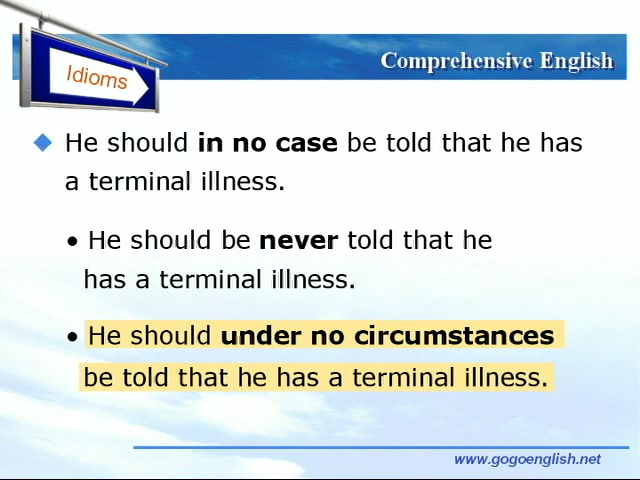 Idioms
Comprehensive English
He should in no case be told that he has
a terminal illness.
• He should be never told that he
has a terminal illness.
• He should under no circumstances
be told that he has a terminal illness.
www.gogoenglish.net